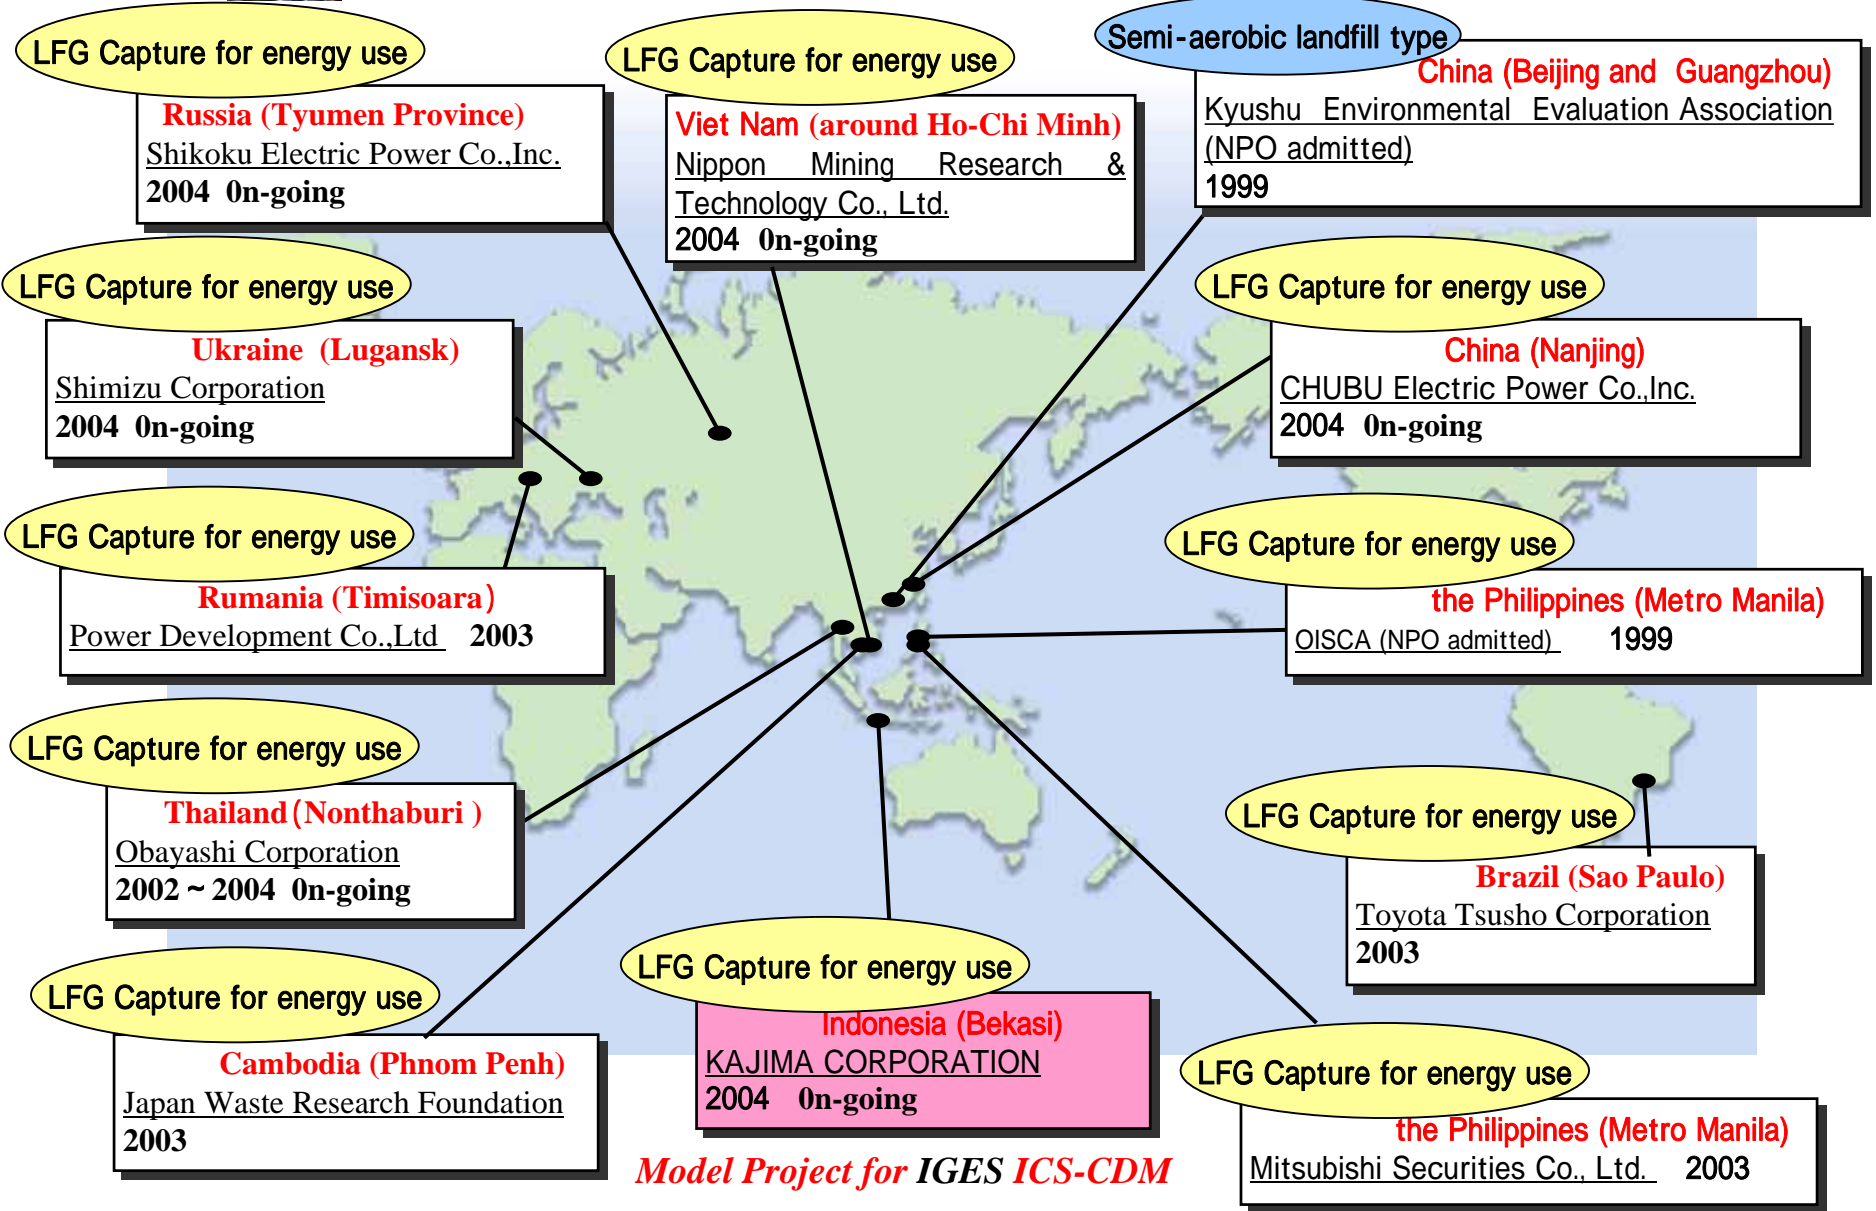 LFG Capture for energy use
Russia (Tyumen Province)
Shikoku Electric Power Co.,Inc.
2004 0n-going
LFG Capture for energy use
Viet Nam (around Ho-Chi Minh)
Nippon Mining Research &
Technology Co., Ltd.
2004 0n-going
Semi-aerobic landfill type
China (Beijing and Guangzhou)
Kyushu Environmental Evaluation Association
(NPO admitted)
1999
LFG Capture for energy use
Ukraine (Lugansk)
Shimizu Corporation
2004 0n-going
LFG Capture for energy use
China (Nanjing)
CHUBU Electric Power Co.,Inc.
2004 0n-going
LFG Capture for energy use
Rumania (Timisoara)
Power Development Co.,Ltd 2003
LFG Capture for energy use
the Philippines (Metro Manila)
OISCA (NPO admitted) 1999
LFG Capture for energy use
Thailand (Nonthaburi )
Obayashi Corporation
2002 ~ 2004 0n-going
LFG Capture for energy use
Brazil (Sao Paulo)
Toyota Tsusho Corporation
2003
LFG Capture for energy use
Cambodia (Phnom Penh)
Japan Waste Research Foundation
2003
LFG Capture for energy use
Indonesia (Bekasi)
KAJIMA CORPORATION
2004 0n-going
Model Project for IGES ICS-CDM
LFG Capture for energy use
the Philippines (Metro Manila)
Mitsubishi Securities Co., Ltd. 2003